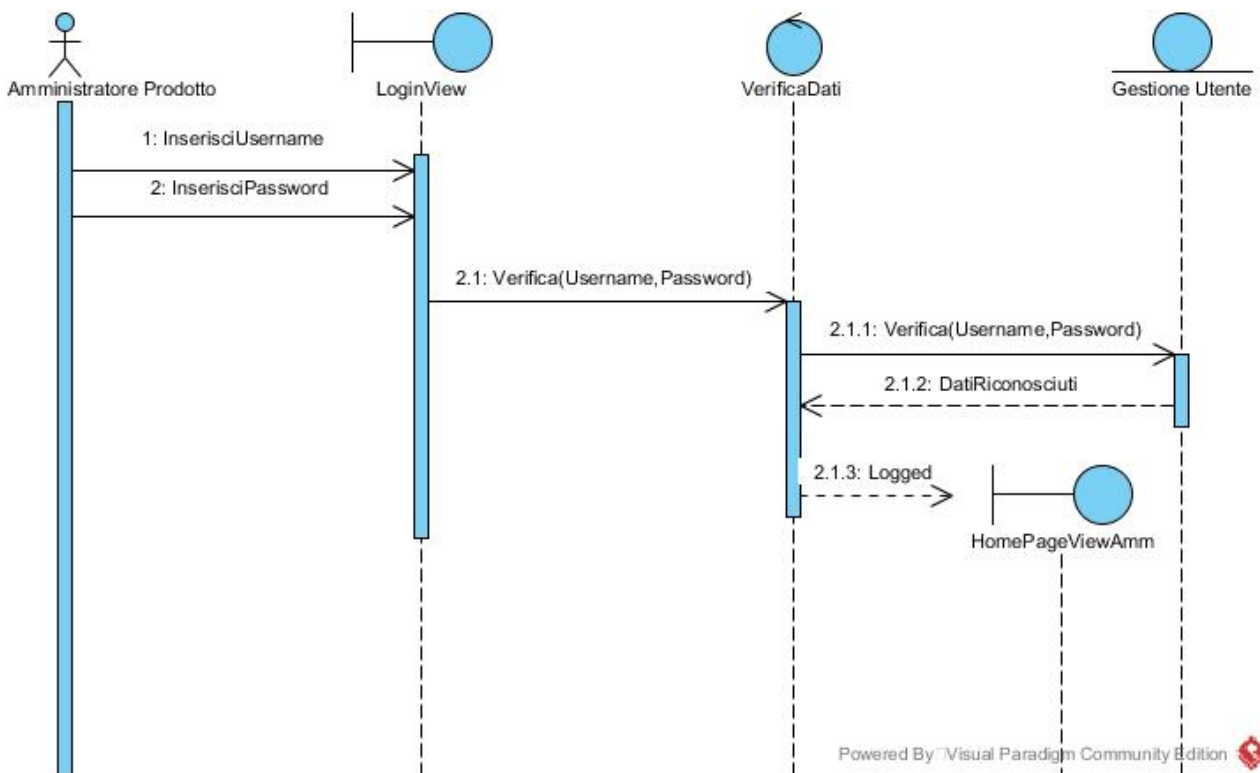 Amministratore Prodotto
LoginView
VerificaDati
Gestione Utente
1: InserisciUsername
2: InserisciPassword
2.1: Verifica(Username,Password)
2.1.1: Verifica(Username,Password)
2.1.2: DatiRiconosciuti
2.1.3: Logged
HomePageViewAmm
Powered By Visual Paradigm Community Edition